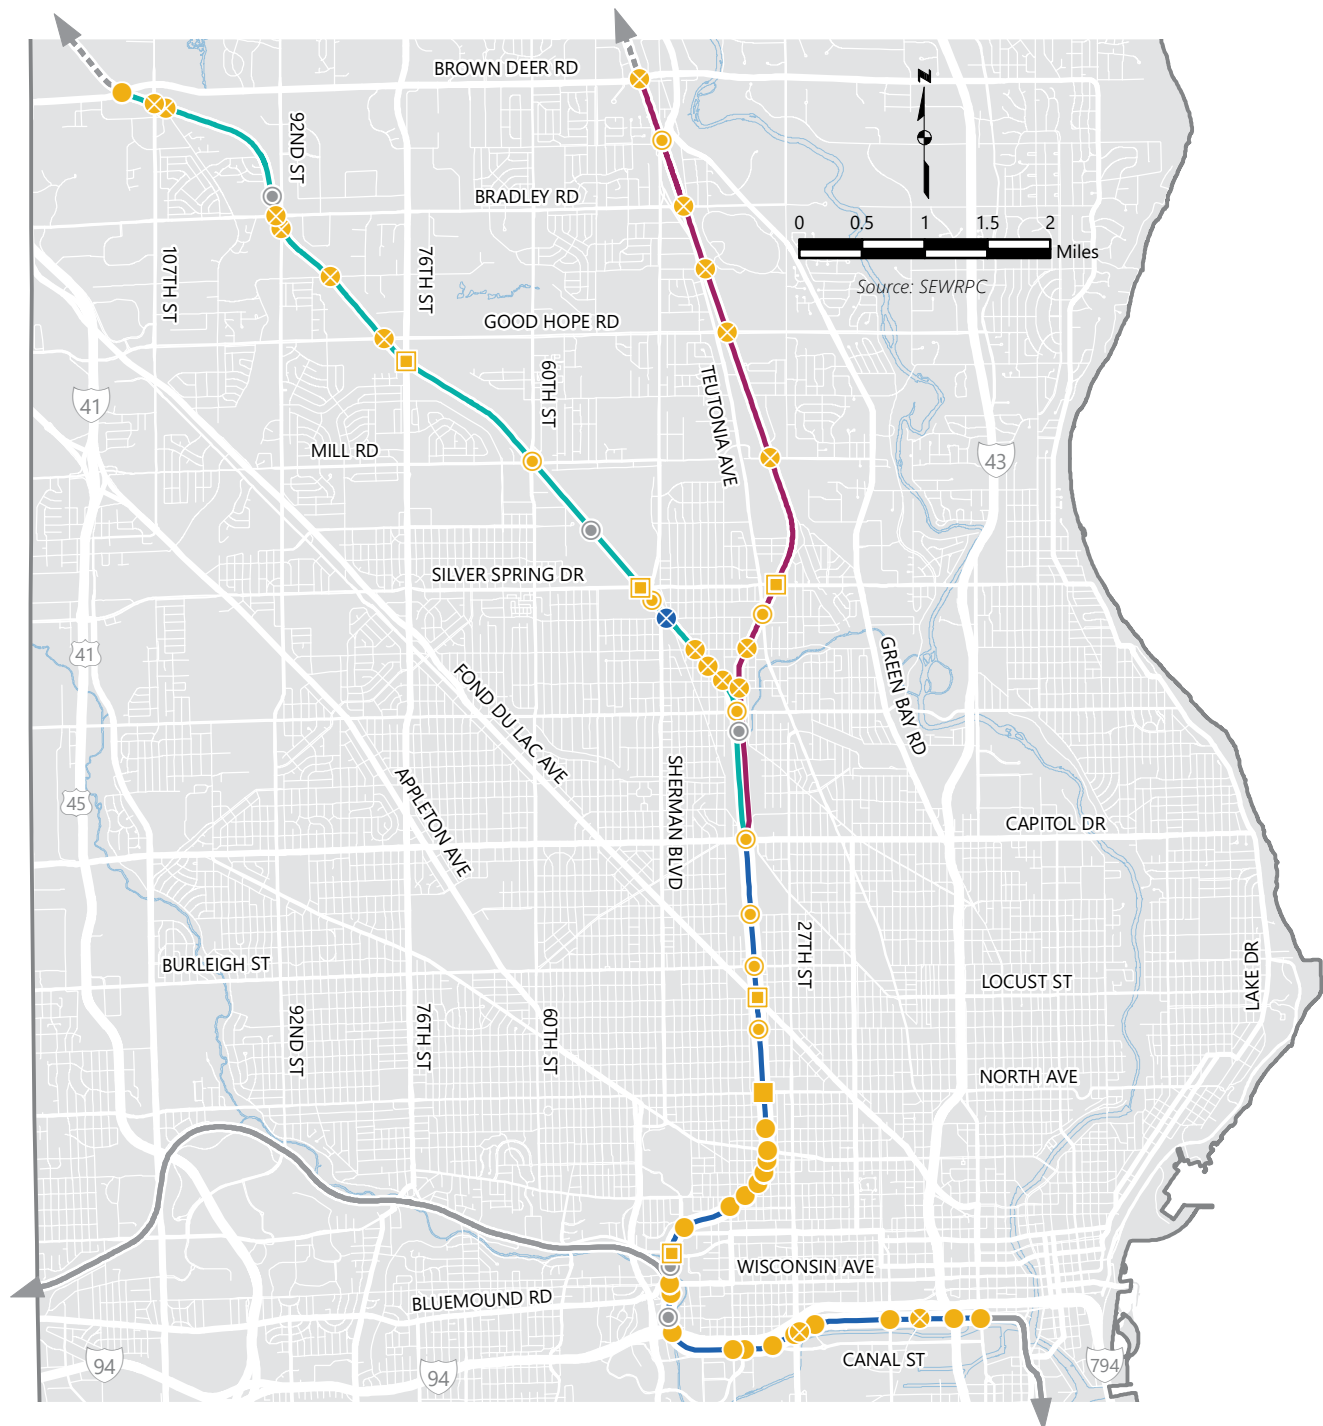 BROWN DEER RD
N
92ND ST
BRADLEY RD
0 0.5 1 1.5 2
Miles
Source: SEWRPC
107TH ST
76TH ST
GOOD HOPE RD
60TH ST
TEUTONIA AVE
41
MILL RD
43
SILVER SPRING DR
41
FOND DU LAC AVE
GREEN BAY RD
45
APPLETON AVE
SHERMAN BLVD
CAPITOL DR
27TH ST
BURLEIGH ST
LOCUST ST
LAKE DR
92ND ST
76TH ST
60TH ST
NORTH AVE
WISCONSIN AVE
BLUEMOUND RD
CANAL ST
94
94
794